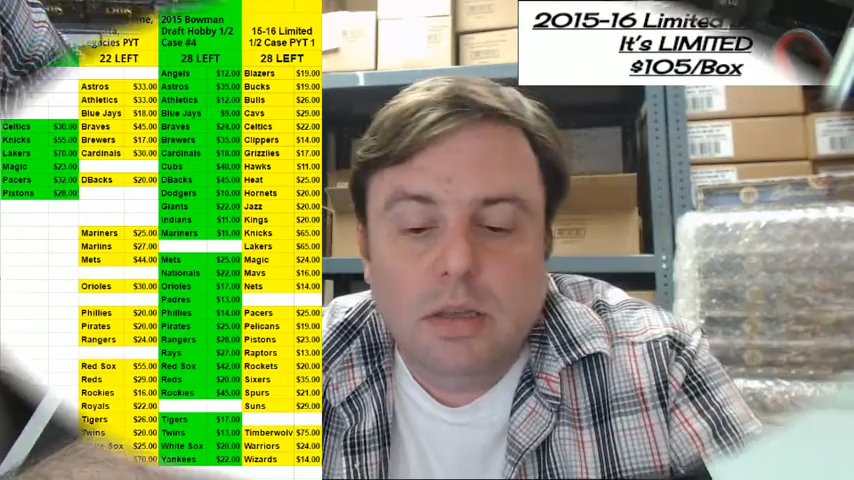 2015-16 Limited
It's LIMITED
$105/Box
egacies PYT
22 LEFT
2015 Bowman
Draft Hobby 1/2
Case #4
28 LEFT
15-16 Limited
1/2 Case PYT 1
28 LEFT
Angels $12.00 Blazers $19.00
Astros $33.00 Astros $35.00 Bucks $19.00
Athletics $33.00 Athletics $12.00 Bulls $26.00
Blue Jays $18.00 Blue Jays $9.00 Cavs $29.00
Celtics $30.00 Braves $45.00 Braves $24.00 Celtics $22.00
Knicks $55.00 Brewers $17.00 Brewers $35.00 Clippers $14.00
Lakers $70.00 Cardinals $30.00 Cardinals $18.00 Grizzlies $17.00
Magic $23.00 Cubs $40.00 Hawks $11.00
Pacers $32.00 DBacks $20.00 DBacks $45.00 Heat $25.00
Pistons $28.00 Dodgers $10.00 Hornets $20.00
Giants $22.00 Jazz $20.00
Indians $11.00 Kings $20.00
Mariners $25.00 Mariners $11.00 Knicks $65.00
Marlins $27.00 Lakers $65.00
Mets $44.00 Mets $25.00 Magic $24.00
Nationals $22.00 Mavs $16.00
Orioles $30.00 Orioles $17.00 Nets $14.00
Padres $13.00
Phillies $20.00 Phillies $14.00 Pacers $25.00
Pirates $20.00 Pirates $25.00 Pelicans $19.00
Rangers $24.00 Rangers $28.00 Pistons $23.00
Rays $27.00 Raptors $13.00
Red Sox $55.00 Red Sox $42.00 Rockets $20.00
Reds $29.00 Reds $20.00 Sixers $35.00
Rockies $16.00 Rockies $45.00 Spurs $21.00
Royals $22.00 Suns $29.00
Tigers $26.00 Tigers $17.00
Twins $20.00 Twins $13.00 Timberwolv $75.00
Sox $25.00 White Sox $20.00 Warriors $24.00
$70.00 Yankees $22.00 Wizards $14.00